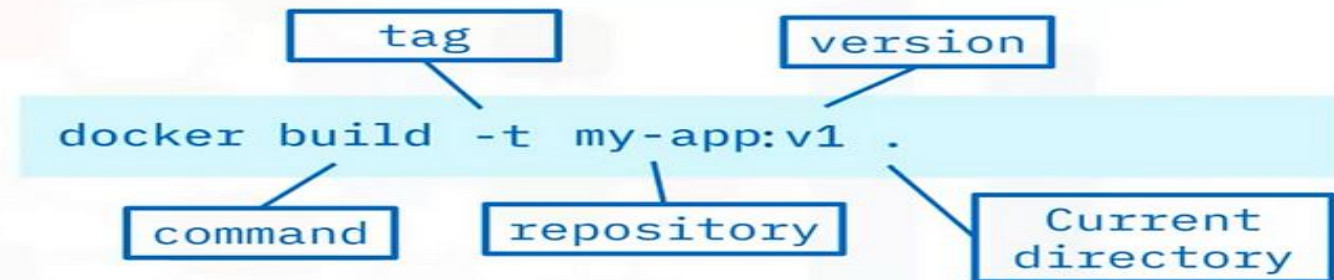 tag
version
docker build -t my-app:v1 .
command
repository
Current
directory